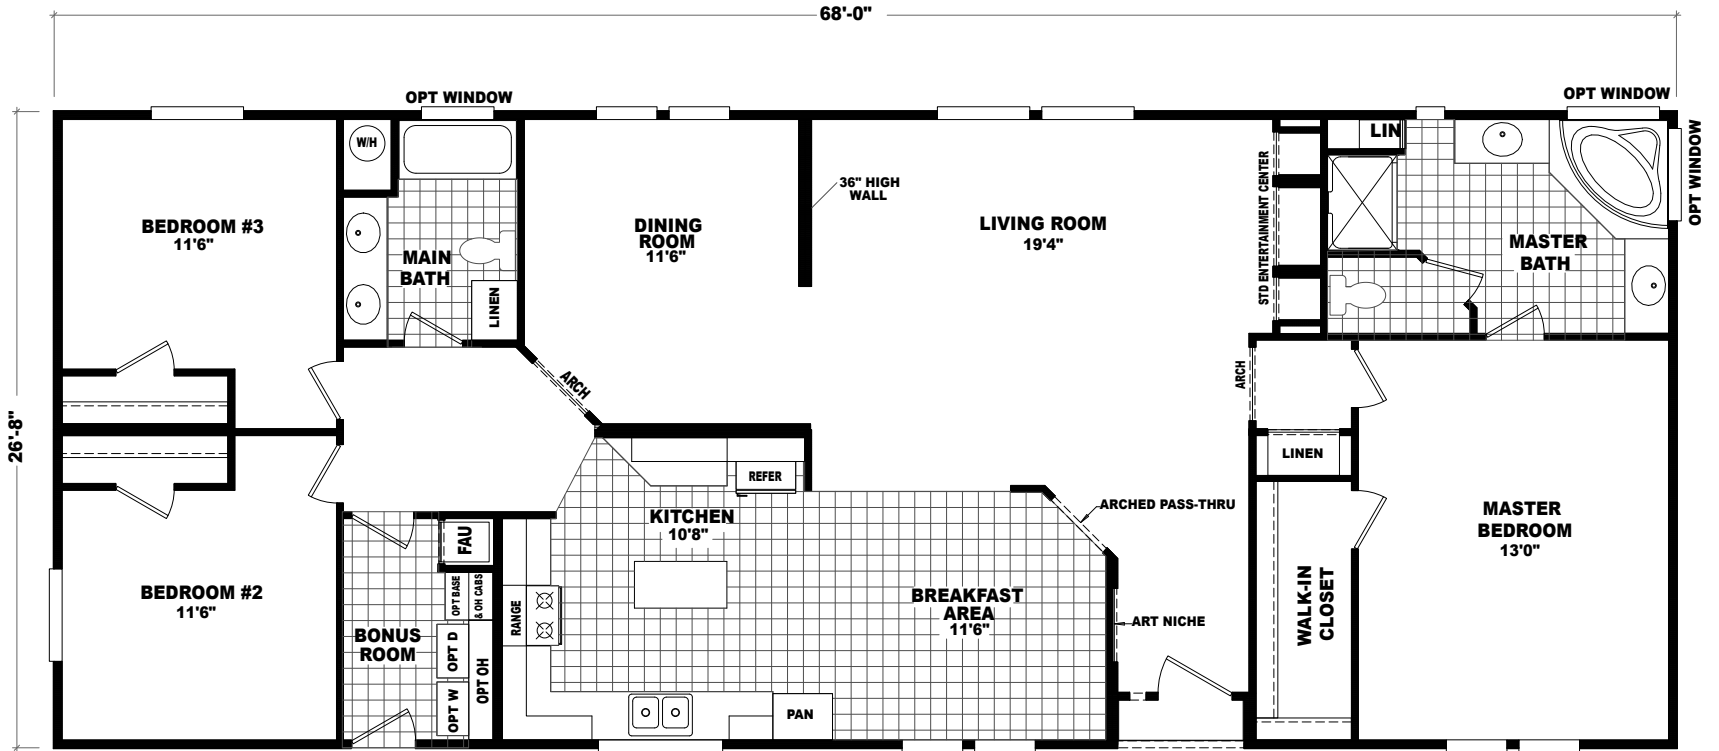 68'-0"
26'-8"
OPT WINDOW
OPT WINDOW
OPT WINDOW
W/H
LIN
36" HIGH
WALL
BEDROOM #3
11'6"
MAIN
BATH
LINEN
DINING
ROOM
11'6"
LIVING ROOM
19'4"
STD ENTERTAINMENT CENTER
MASTER
BATH
ARCH
ARCH
LINEN
REFER
KITCHEN
10'8"
ARCHED PASS-THRU
MASTER
BEDROOM
13'0"
FAU
BEDROOM #2
11'6"
OPT BASE
& OH CABS
RANGE
BREAKFAST
AREA
11'6"
ART NICHE
WALK-IN
CLOSET
BONUS
ROOM
OPT D
OPT OH
OPT W
PAN